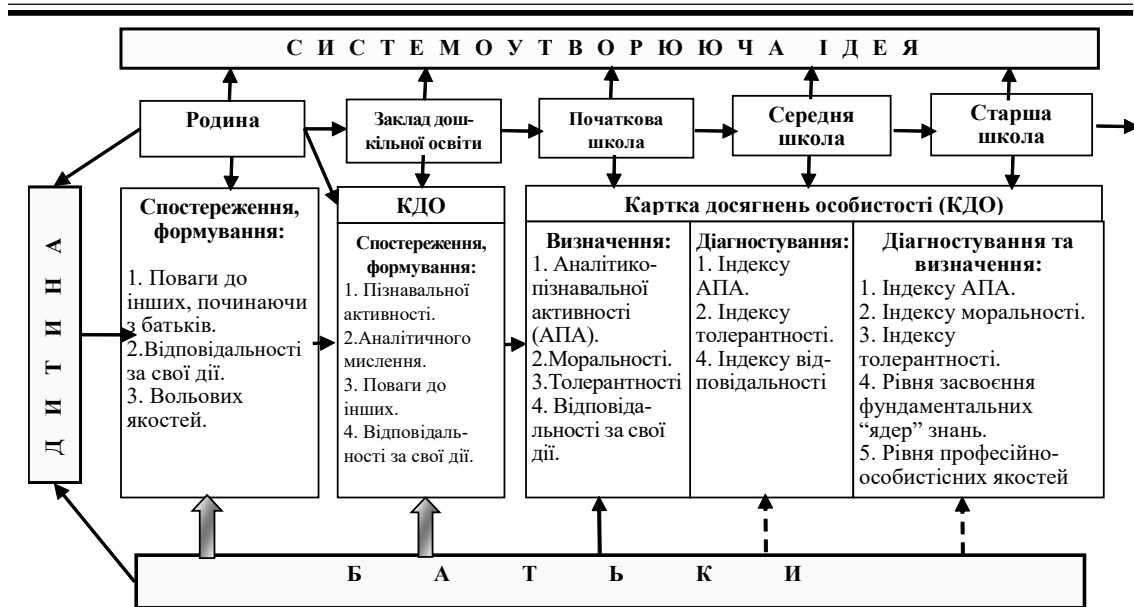 СИСТЕМОУТВОРЮЮЧА ІДЕЯ
Родина
Заклад дош-
кільної освіти
Початкова
школа
Середня
школа
Старша
школа
ДИТИНА
Спостереження,
формування:
1. Поваги до
інших, починаючи
з батьків.
2.Відповідальності
за свої дії.
3. Вольових
якостей.
КДО
Спостереження,
формування:
1. Пізнавальної
активності.
2.Аналітичного
мислення.
3. Поваги до
інших.
4. Відповідаль-
ності за свої дії.
Картка досягнень особистості (КДО)
Визначення:
1. Аналітико-
пізнавальної
активності
(АПА).
2.Моральності.
3.Толерантності
4. Відповіда-
льності за свої
дії.
Діагностування:
1. Індексу
АПА.
2. Індексу
толерантності.
4. Індексу від-
повідальності
Діагностування та
визначення:
1. Індексу АПА.
2. Індексу моральності.
3. Індексу
толерантності.
4. Рівня засвоєння
фундаментальних
“ядер” знань.
5. Рівня професійно-
особистісних якостей
БАТЬКИ